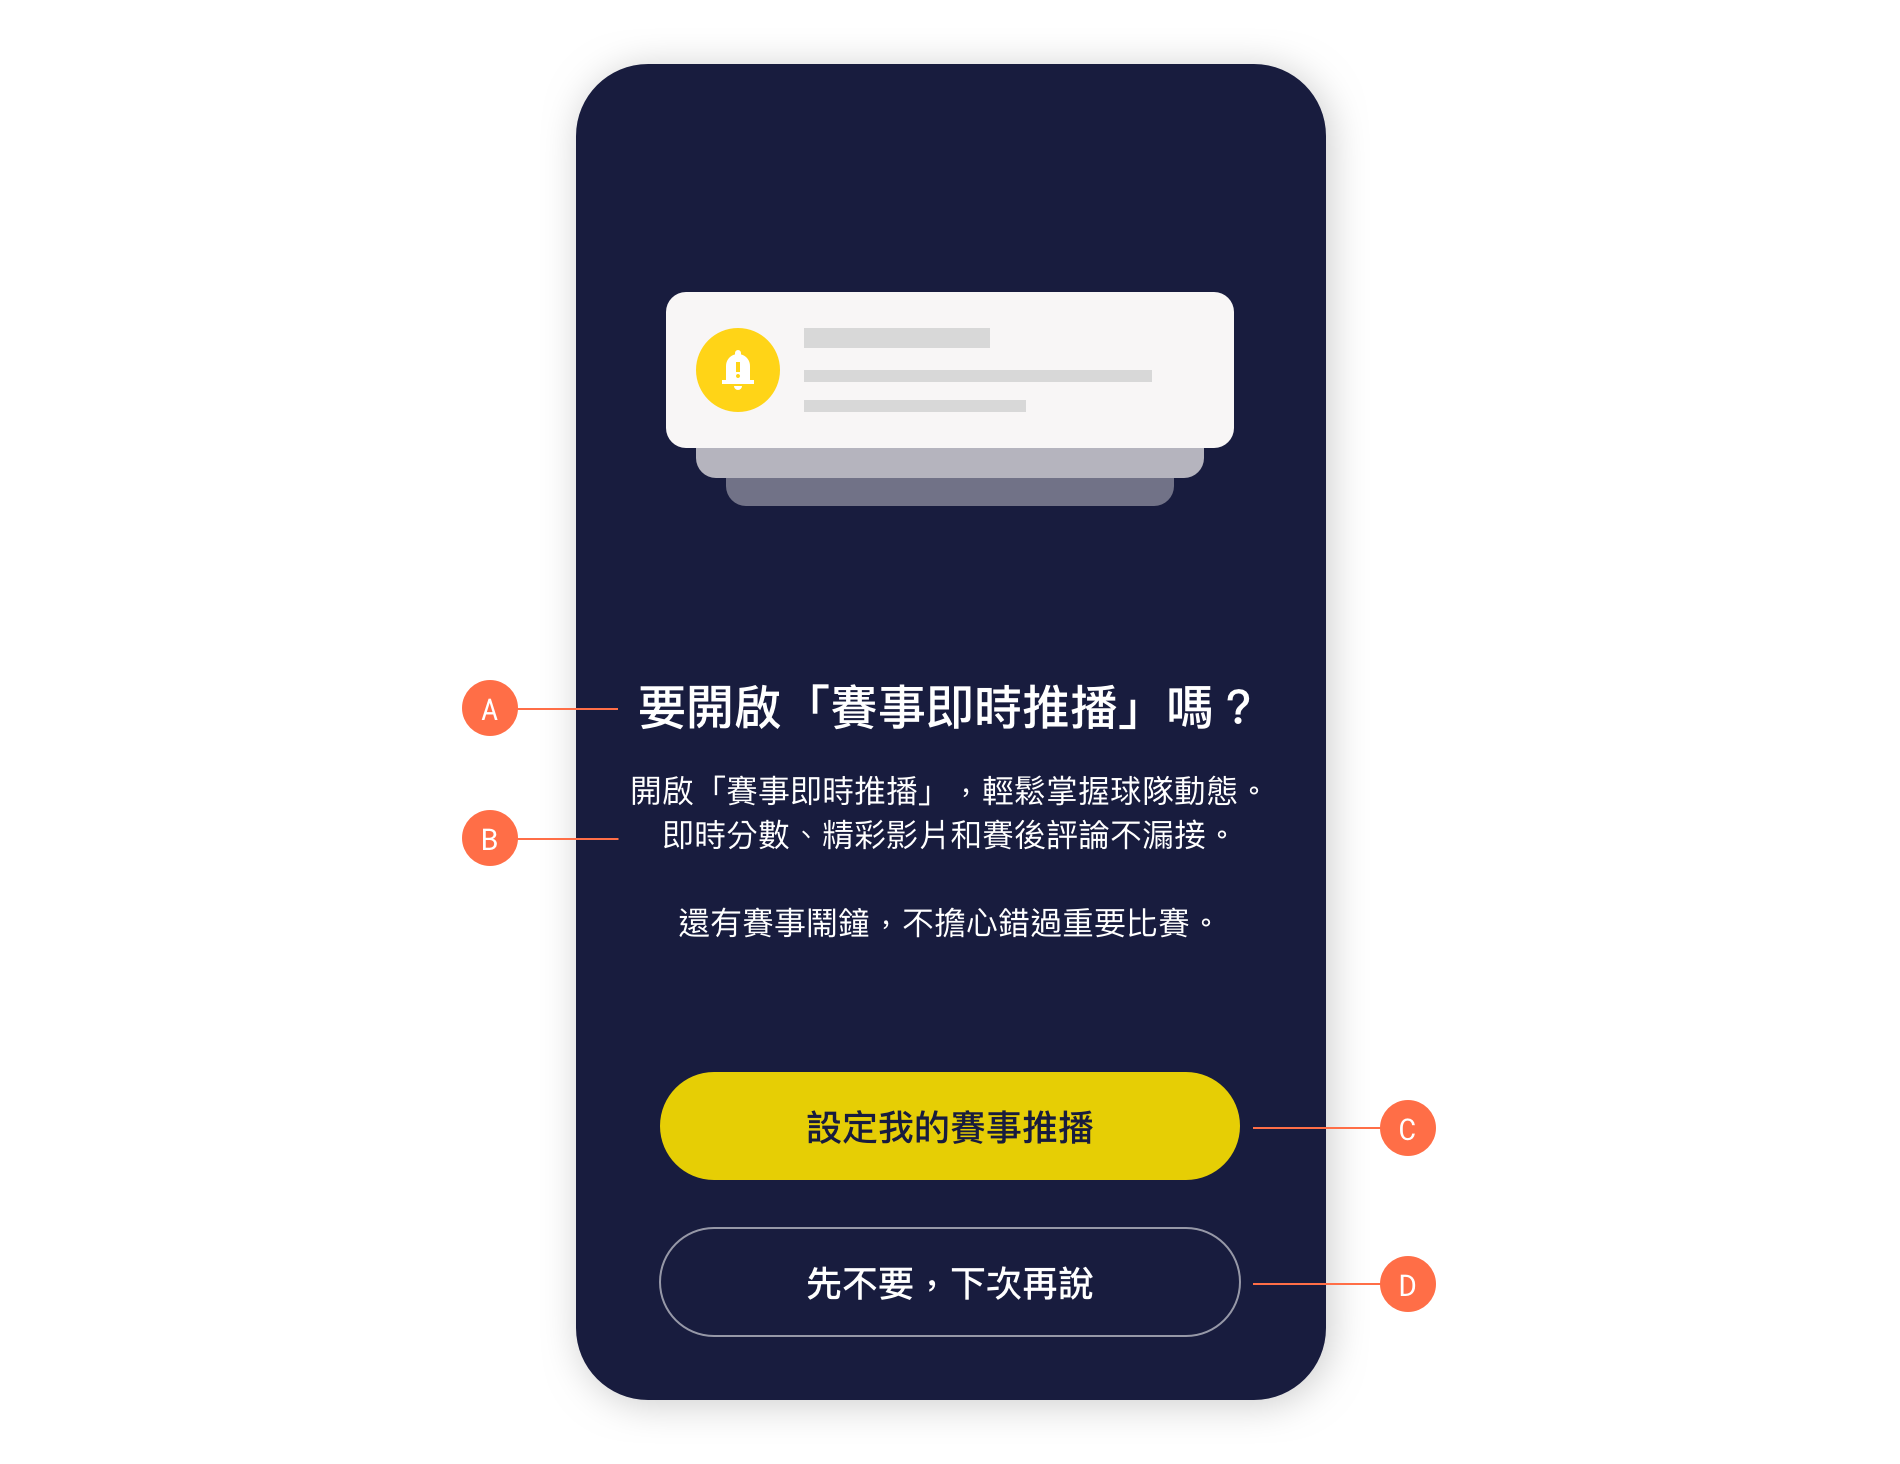 A
要開啟「賽事即時推播」嗎？
開啟「賽事即時推播」，輕鬆掌握球隊動態。
B
即時分數、精彩影片和賽後評論不漏接。
還有賽事鬧鐘，不擔心錯過重要比賽。
設定我的賽事推播
C
先不要，下次再說
D